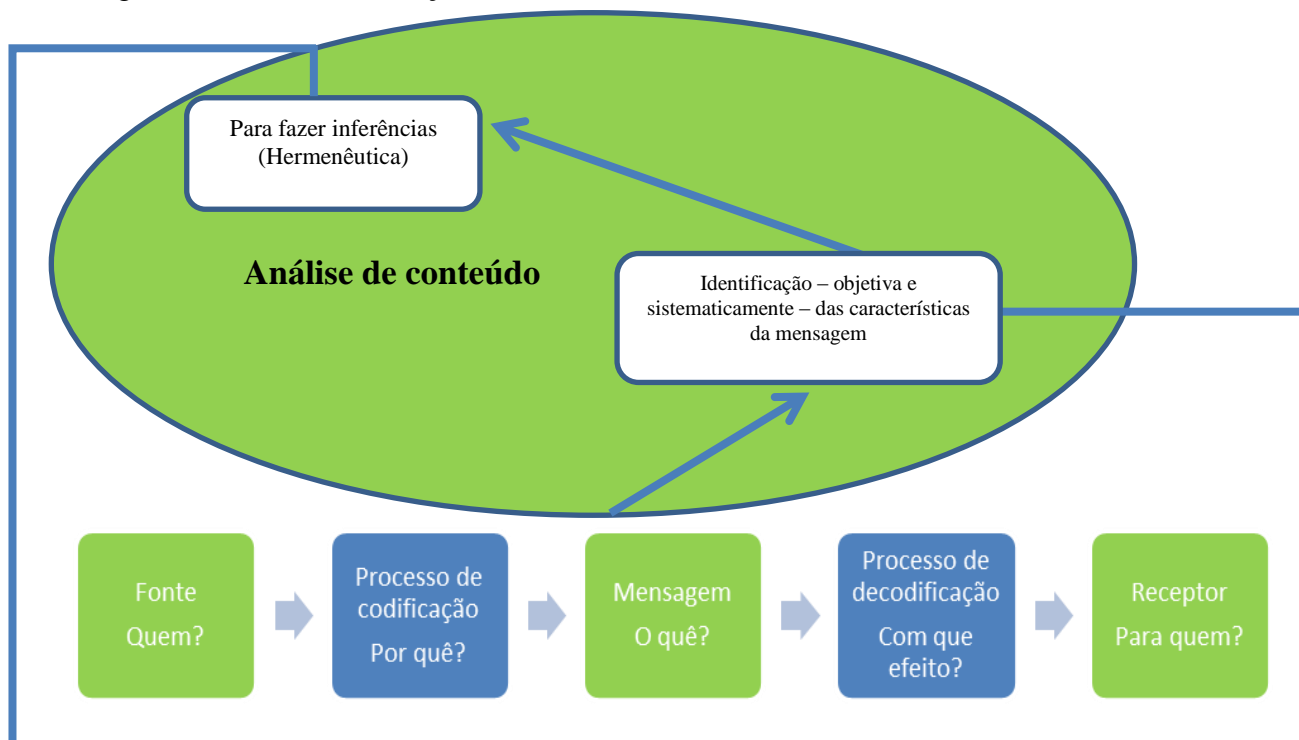 Para fazer inferências
(Hermenêutica)
Análise de conteúdo
Identificação – objetiva e
sistematicamente – das características
da mensagem
Fonte
Quem?
Processo de
codificação
Por quê?
Mensagem
O quê?
Processo de
decodificação
Com que
efeito?
Receptor
Para quem?